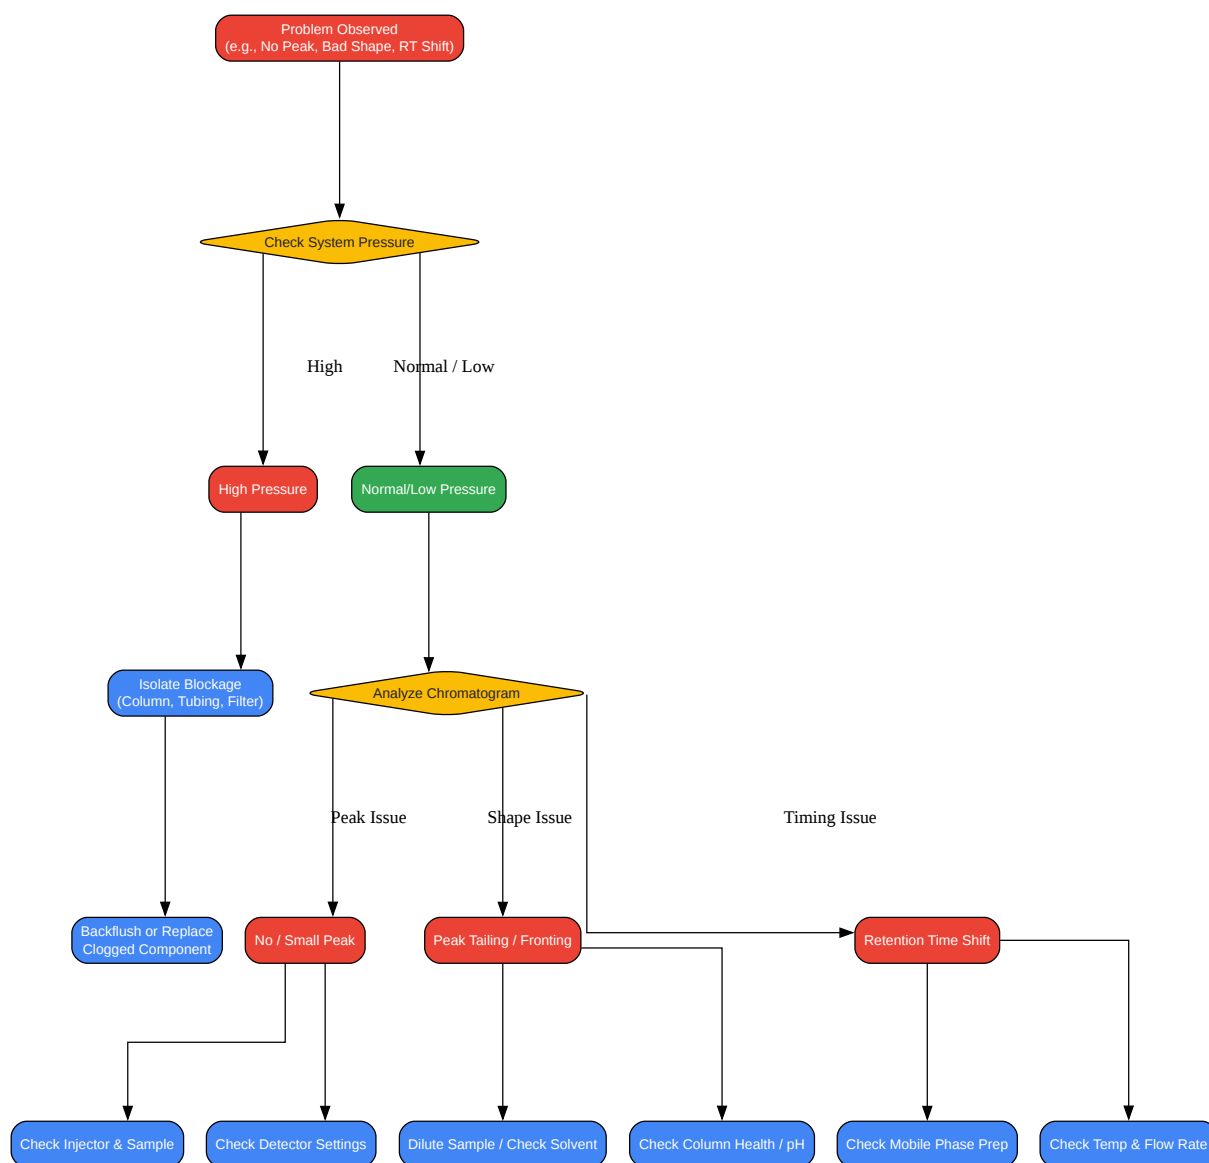 Problem Observed
(e.g., No Peak, Bad Shape, RT Shift)
Check System Pressure
High
Normal / Low
High Pressure
Normal/Low Pressure
Isolate Blockage
(Column, Tubing, Filter)
Analyze Chromatogram
Peak Issue
Shape Issue
Timing Issue
Backflush or Replace
Clogged Component
No / Small Peak
Peak Tailing / Fronting
Retention Time Shift
Check Injector & Sample
Check Detector Settings
Dilute Sample / Check Solvent
Check Column Health / pH
Check Mobile Phase Prep
Check Temp & Flow Rate